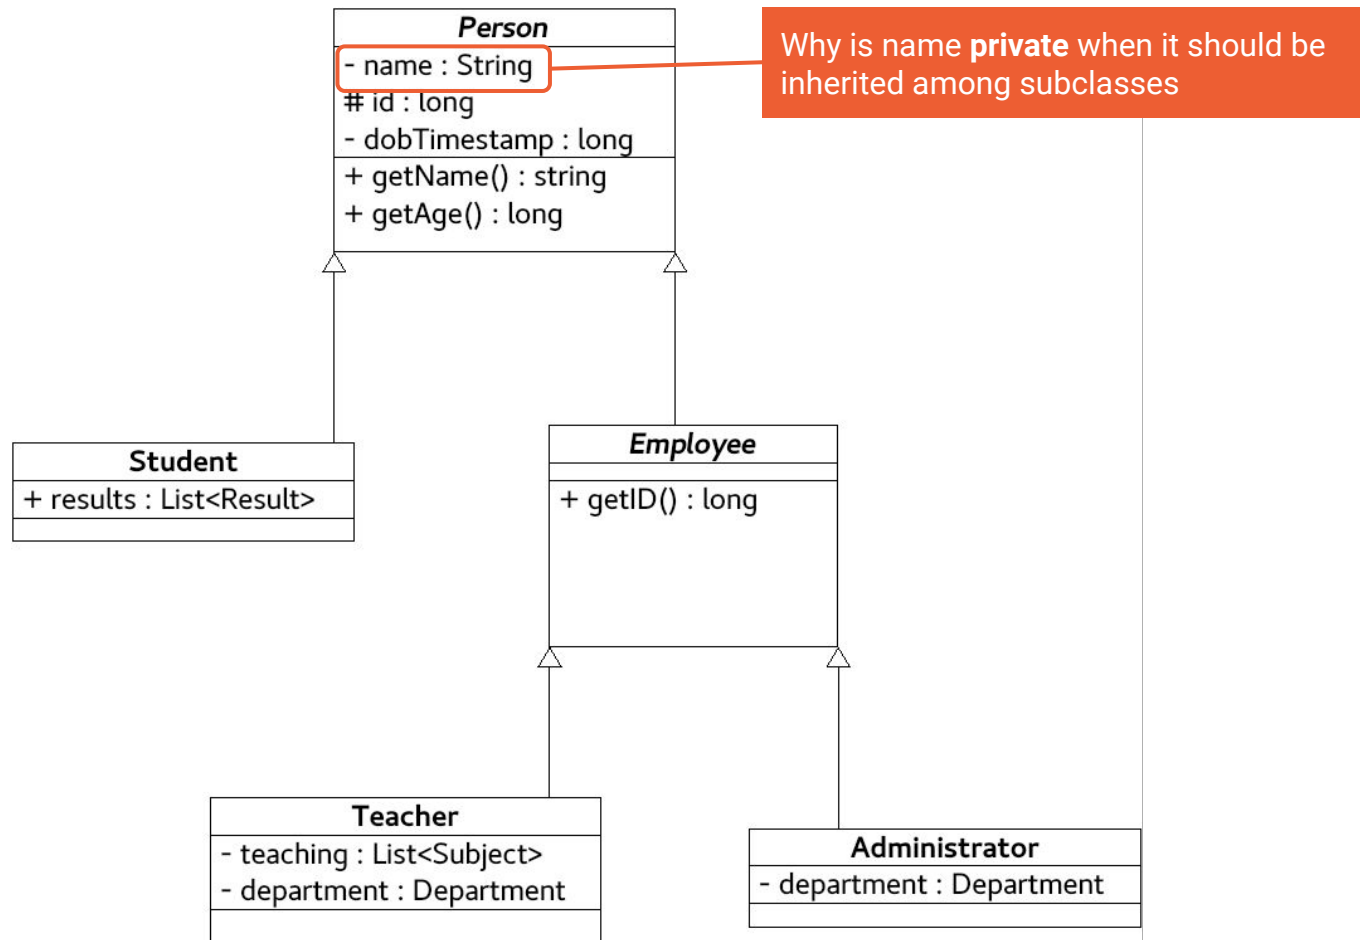 Person
- name : String
# id : long
- dobTimestamp : long
+ getName() : string
+ getAge() : long
Why is name private when it should be
inherited among subclasses
Student
+ results : List<Result>
Employee
+ getID() : long
Teacher
- teaching : List<Subject>
- department : Department
Administrator
- department : Department